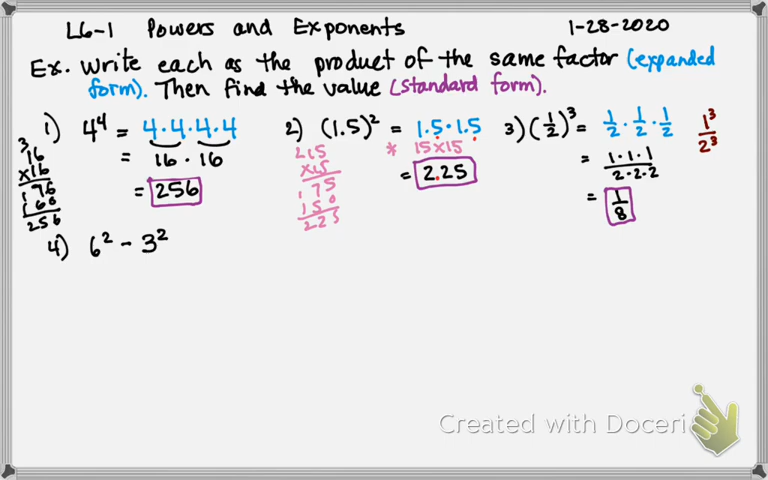 L6-1 Powers and Exponents 1-28-2020
Ex. Write each as the product of the same factor (expanded
form). Then find the value (standard form).
1) 4⁴ = 4·4·4·4
= 16 · 16
= 256
3
16
x16
176
160
256
2) (1.5)² = 1.5·1.5
* 15x15
= 2.25
x15
175
150
225
3) (1/2)³ = 1/2 · 1/2 · 1/2
= 1·1·1/2·2·2
= 1/8
1³/2³
4) 6² − 3²
Created with Doceri